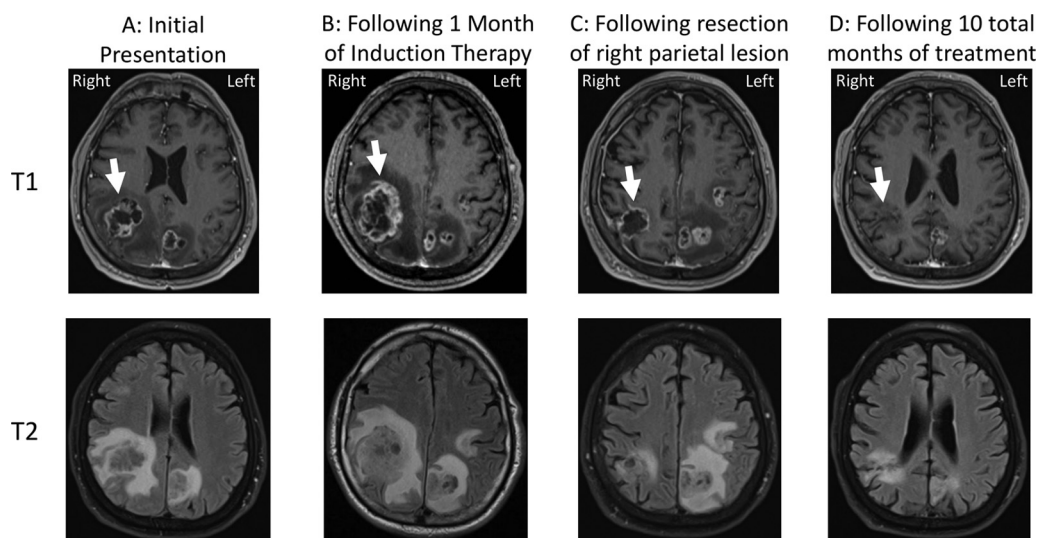 A: Initial
Presentation
B: Following 1 Month
of Induction Therapy
C: Following resection
of right parietal lesion
D: Following 10 total
months of treatment
Right Left
Right Left
Right Left
Right Left
T1
T2